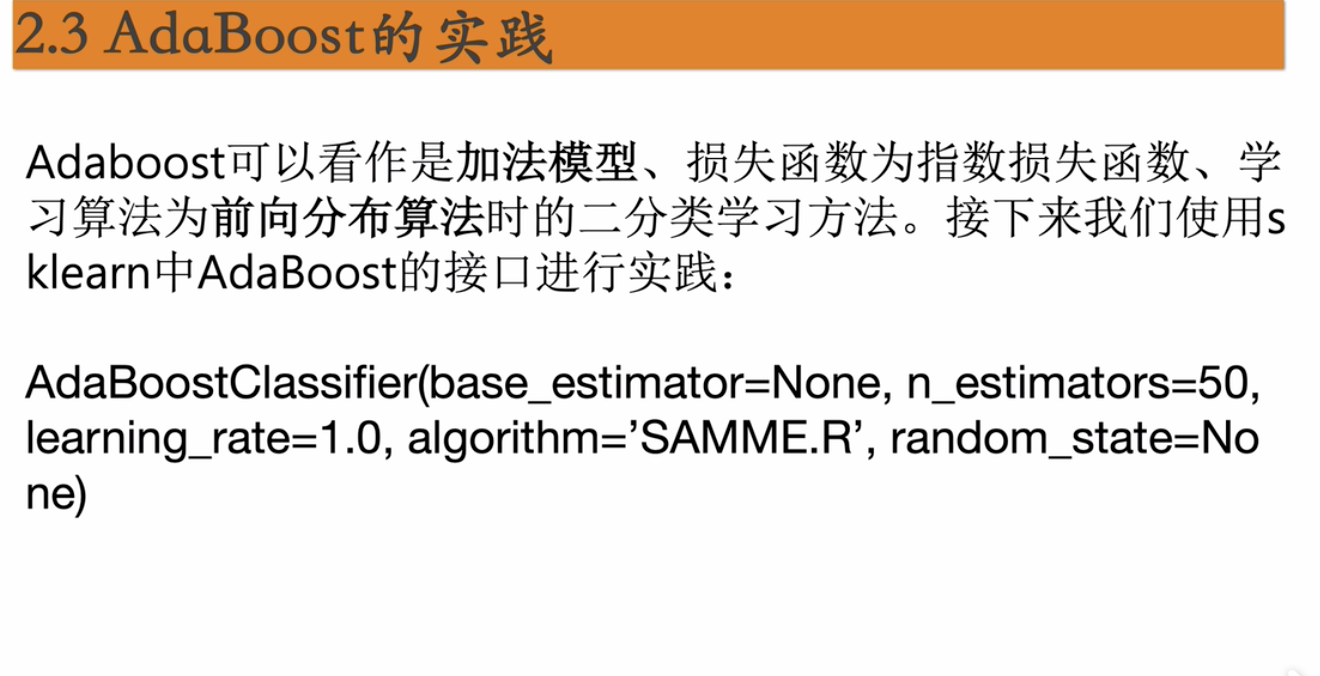 2.3 AdaBoost的实践
Adaboost可以看作是加法模型、损失函数为指数损失函数、学
习算法为前向分布算法时的二分类学习方法。接下来我们使用s
klearn中AdaBoost的接口进行实践：
AdaBoostClassifier(base_estimator=None, n_estimators=50,
learning_rate=1.0, algorithm=’SAMME.R’, random_state=No
ne)